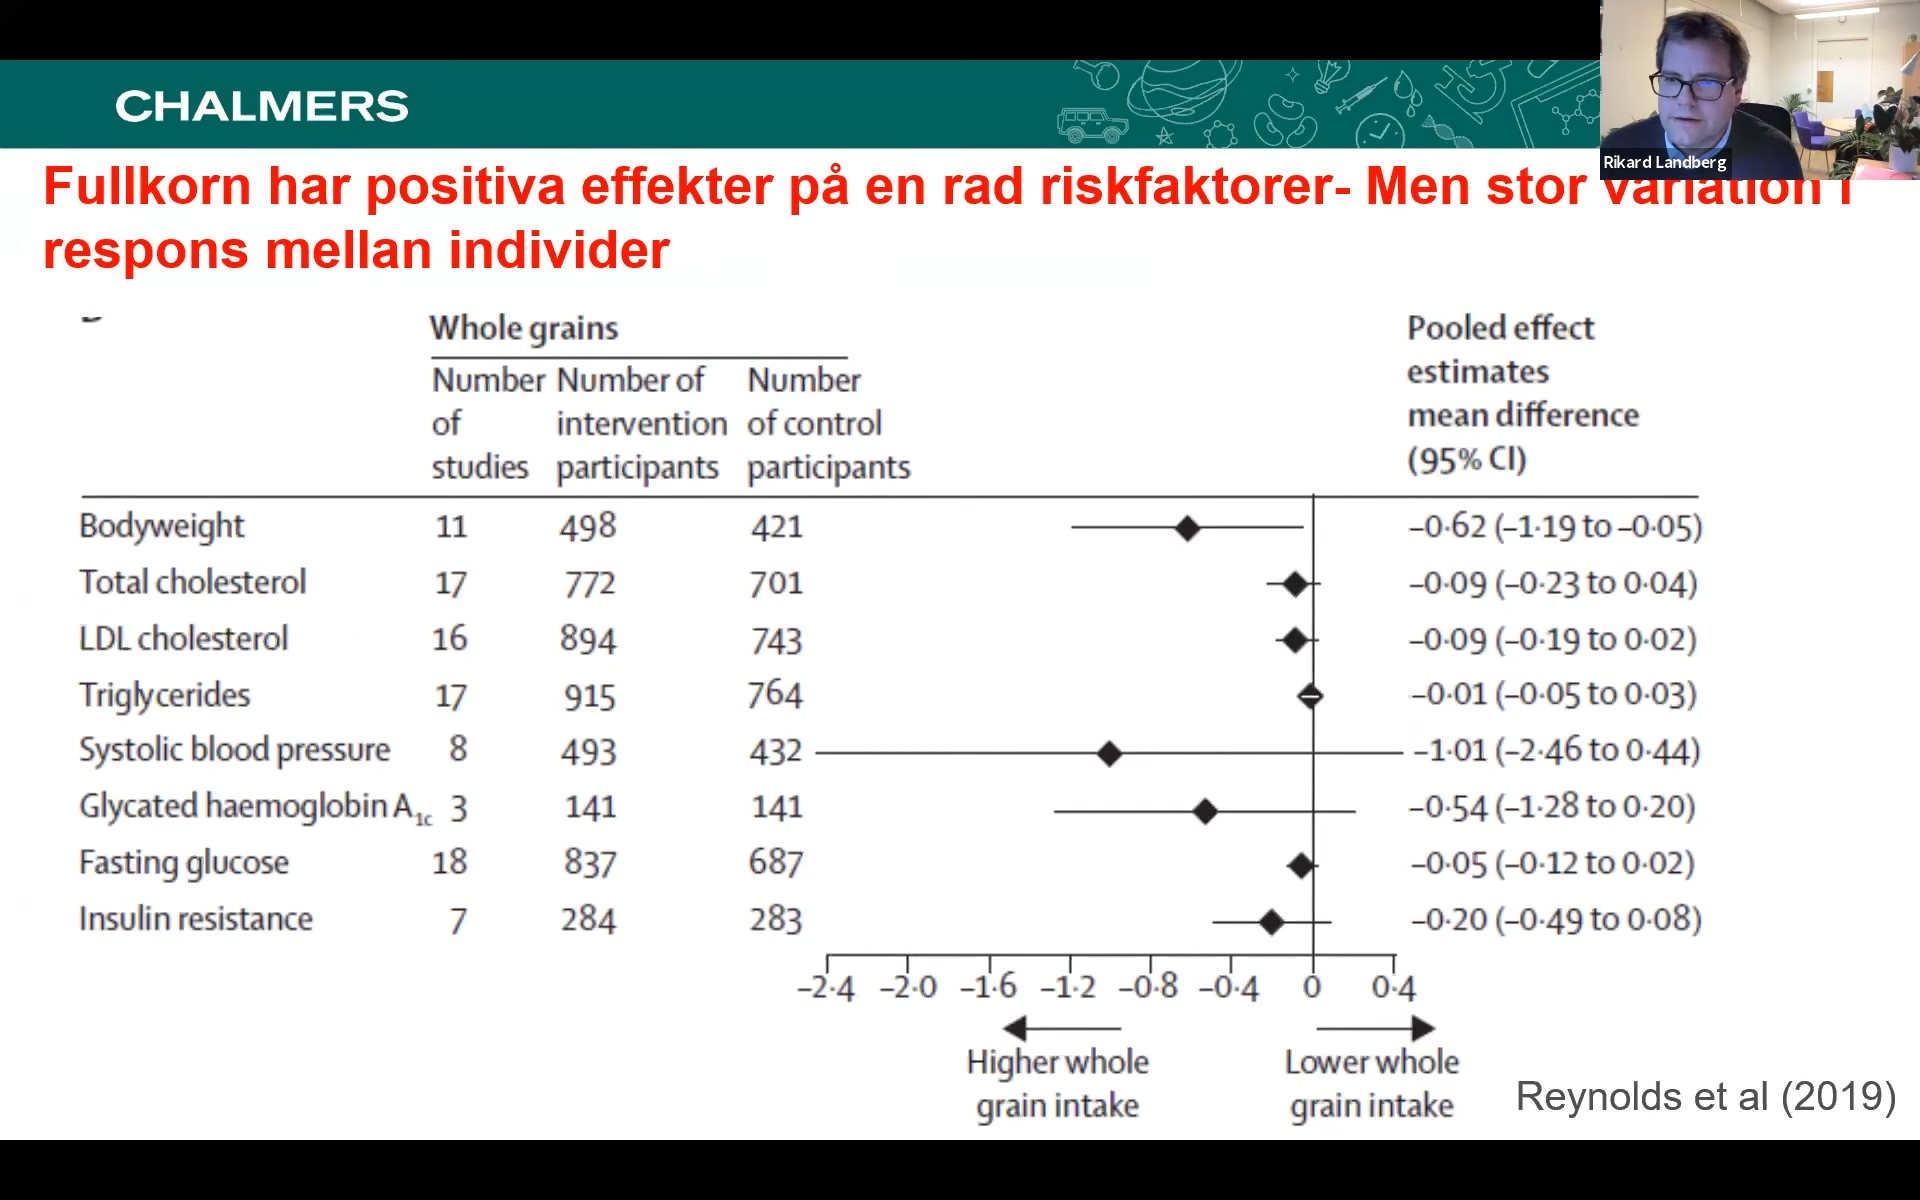 CHALMERS
Rikard Landberg
Fullkorn har positiva effekter på en rad riskfaktorer- Men stor variation i
respons mellan individer
Whole grains
Pooled effect
estimates
mean difference
(95% CI)
Number of studies
Number of intervention participants
Number of control participants
Bodyweight 11 498 421 –0·62 (–1·19 to –0·05)
Total cholesterol 17 772 701 –0·09 (–0·23 to 0·04)
LDL cholesterol 16 894 743 –0·09 (–0·19 to 0·02)
Triglycerides 17 915 764 –0·01 (–0·05 to 0·03)
Systolic blood pressure 8 493 432 –1·01 (–2·46 to 0·44)
Glycated haemoglobin A1c 3 141 141 –0·54 (–1·28 to 0·20)
Fasting glucose 18 837 687 –0·05 (–0·12 to 0·02)
Insulin resistance 7 284 283 –0·20 (–0·49 to 0·08)
–2·4 –2·0 –1·6 –1·2 –0·8 –0·4 0 0·4
Higher whole
grain intake
Lower whole
grain intake
Reynolds et al (2019)